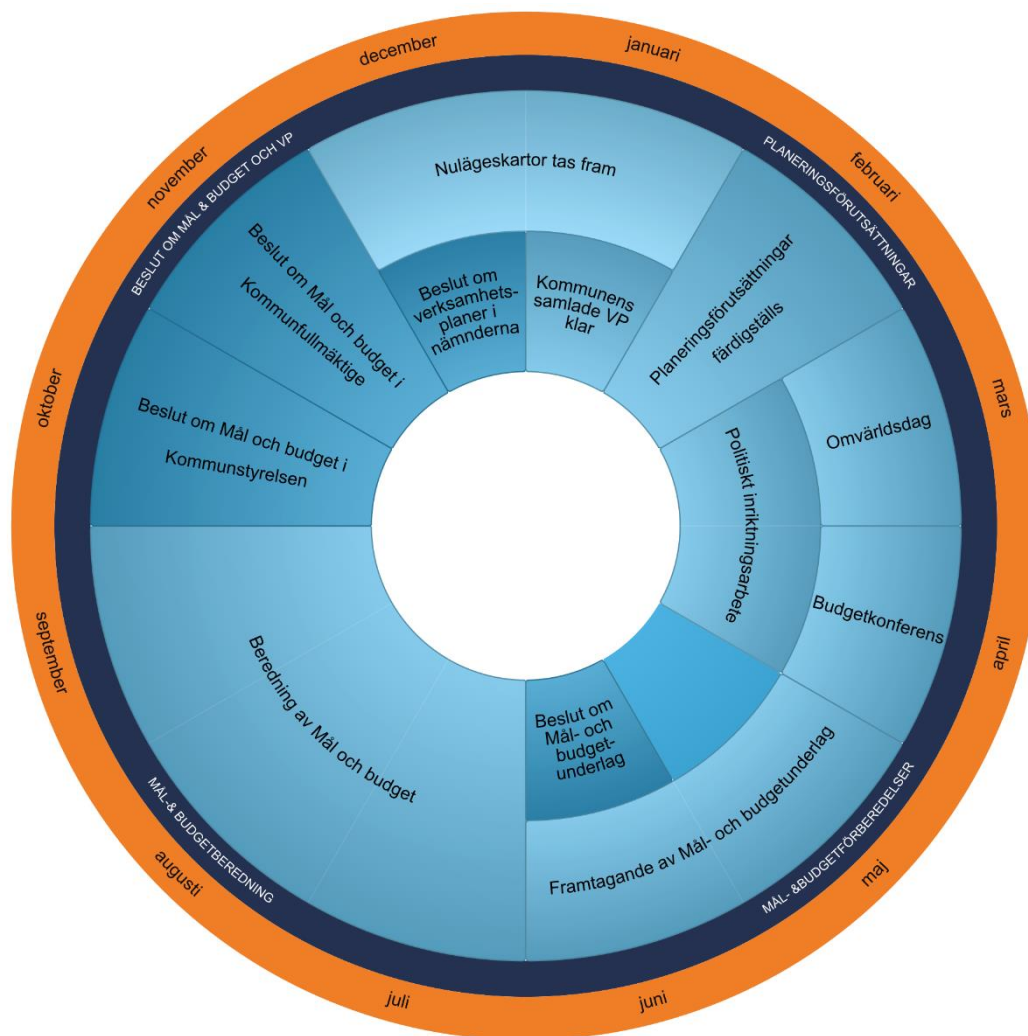 januari
februari
mars
april
maj
juni
juli
augusti
september
oktober
november
december
PLANERINGSFÖRUTSÄTTNINGAR
MÅL- &BUDGETFÖRBEREDELSER
MÅL-& BUDGETBEREDNING
BESLUT OM MÅL & BUDGET OCH VP
Nulägeskartor tas fram
Kommunens
samlade VP
klar
Planeringsförutsättningar
färdigställs
Omvärldsdag
Politiskt inriktningsarbete
Budgetkonferens
Framtagande av Mål- och budgetunderlag
Beslut om
Mål- och
budget-
underlag
Beredning av Mål och budget
Beslut om Mål och budget i
Kommunstyrelsen
Beslut om Mål och budget i
Kommunfullmäktige
Beslut om
verksamhets-
planer i
nämnderna